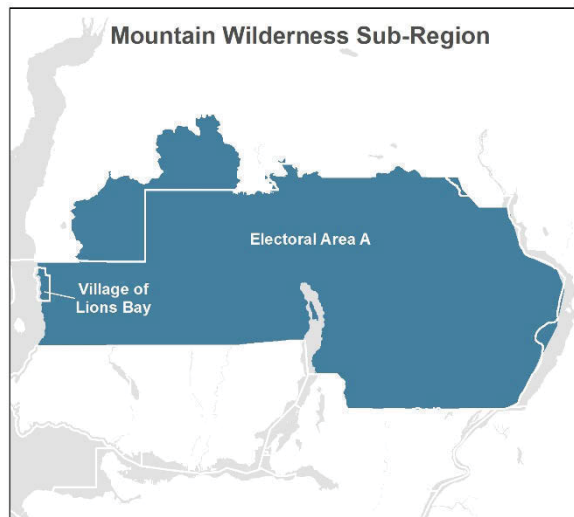 Mountain Wilderness Sub-Region
Electoral Area A
Village of
Lions Bay